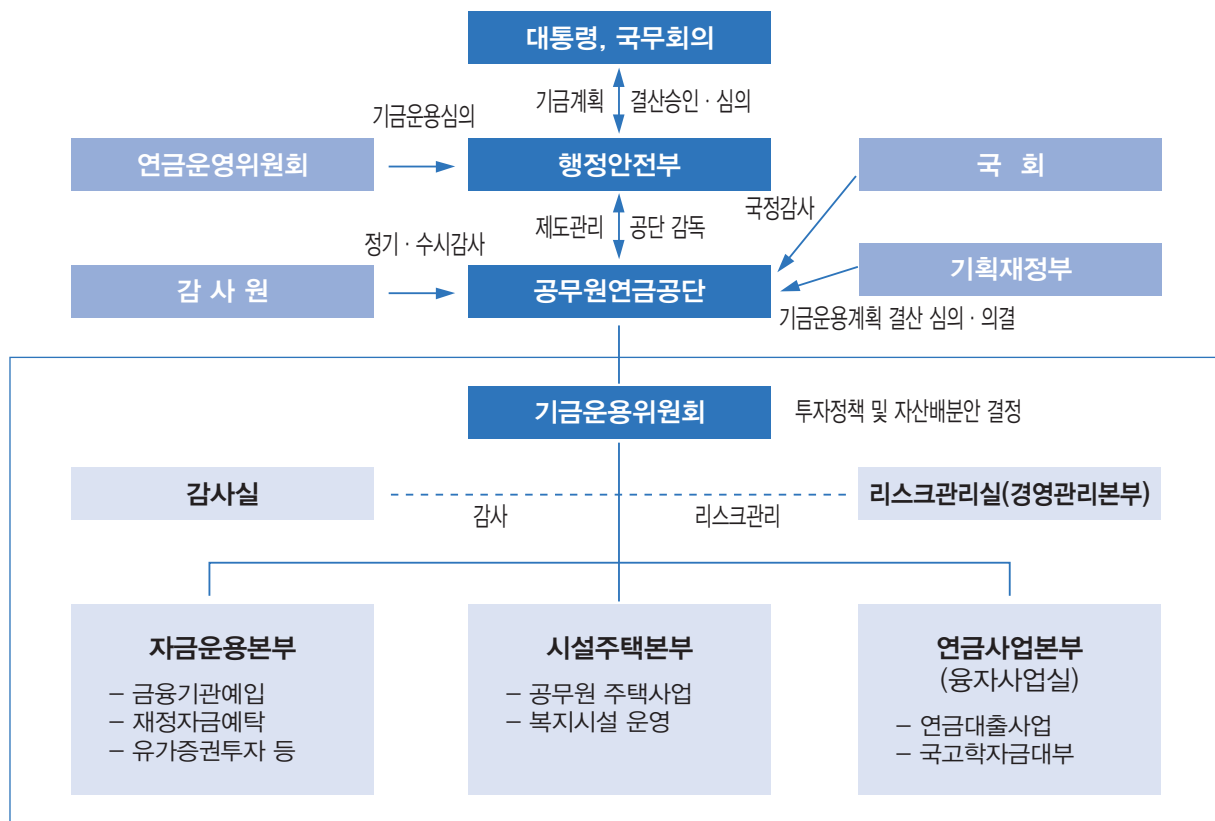 대통령, 국무회의
기금계획 결산승인 · 심의
기금운용심의
연금운영위원회
행정안전부
국 회
제도관리 공단 감독
국정감사
정기 · 수시감사
감 사 원
공무원연금공단
기획재정부
기금운용계획 결산 심의 · 의결
기금운용위원회
투자정책 및 자산배분안 결정
감사실
리스크관리실(경영관리본부)
감사
리스크관리
자금운용본부
– 금융기관예입
– 재정자금예탁
– 유가증권투자 등
시설주택본부
– 공무원 주택사업
– 복지시설 운영
연금사업본부
(융자사업실)
– 연금대출사업
– 국고학자금대부